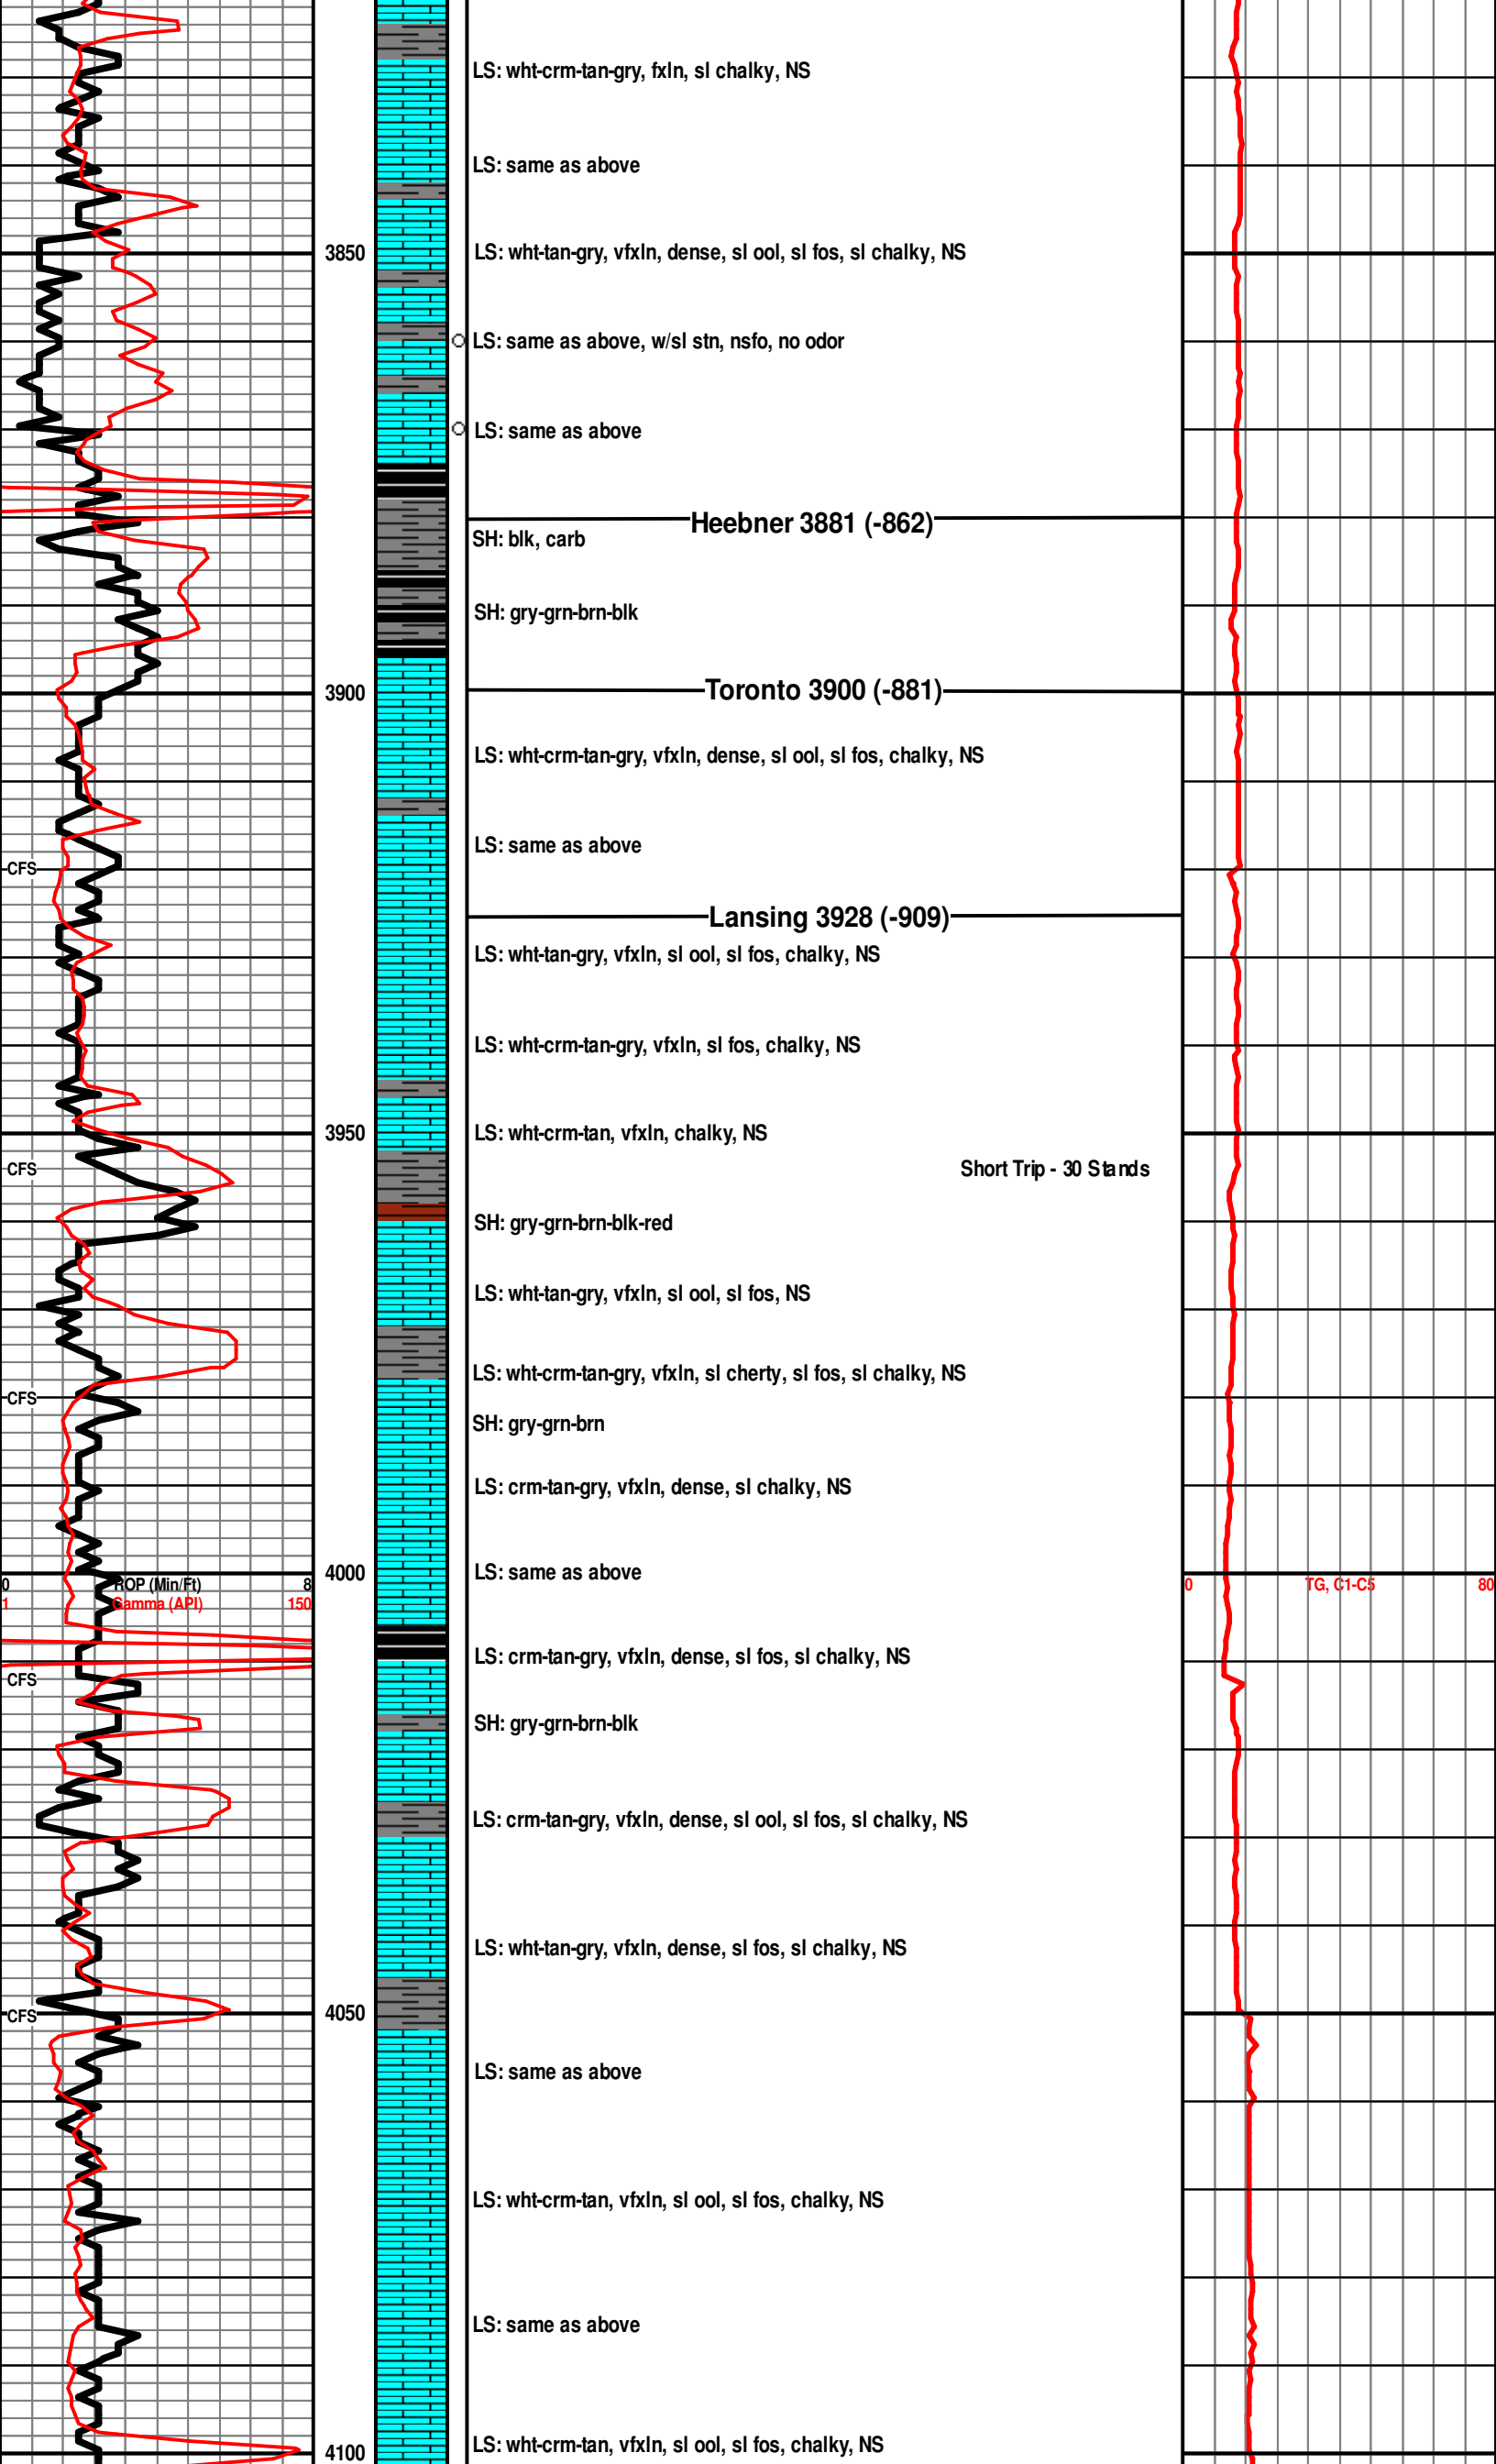 LS: wht-crm-tan-gry, fxln, sl chalky, NS
LS: same as above
3850
LS: wht-tan-gry, vfxln, dense, sl ool, sl fos, sl chalky, NS
LS: same as above, w/sl stn, nsfo, no odor
LS: same as above
Heebner 3881 (-862)
SH: blk, carb
SH: gry-grn-brn-blk
3900
Toronto 3900 (-881)
LS: wht-crm-tan-gry, vfxln, dense, sl ool, sl fos, chalky, NS
LS: same as above
CFS
Lansing 3928 (-909)
LS: wht-tan-gry, vfxln, sl ool, sl fos, chalky, NS
LS: wht-crm-tan-gry, vfxln, sl fos, chalky, NS
3950
LS: wht-crm-tan, vfxln, chalky, NS
CFS
Short Trip - 30 Stands
SH: gry-grn-brn-blk-red
LS: wht-tan-gry, vfxln, sl ool, sl fos, NS
LS: wht-crm-tan-gry, vfxln, sl cherty, sl fos, sl chalky, NS
CFS
SH: gry-grn-brn
LS: crm-tan-gry, vfxln, dense, sl chalky, NS
4000
LS: same as above
0 ROP (Min/Ft) 8
1 Gamma (API) 150
0 TG, C1-C5 80
LS: crm-tan-gry, vfxln, dense, sl fos, sl chalky, NS
CFS
SH: gry-grn-brn-blk
LS: crm-tan-gry, vfxln, dense, sl ool, sl fos, sl chalky, NS
LS: wht-tan-gry, vfxln, dense, sl fos, sl chalky, NS
CFS
4050
LS: same as above
LS: wht-crm-tan, vfxln, sl ool, sl fos, chalky, NS
LS: same as above
4100
LS: wht-crm-tan, vfxln, sl ool, sl fos, chalky, NS